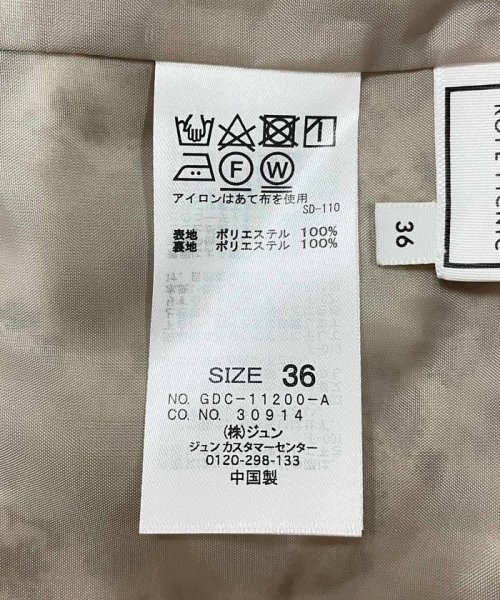 F W
アイロンはあて布を使用
SD-110
表地 ポリエステル 100%
裏地 ポリエステル 100%
SIZE 36
NO. GDC-11200-A
CO. NO. 30914
(株)ジュン
ジュン カスタマーセンター
0120-298-133
中国製
36